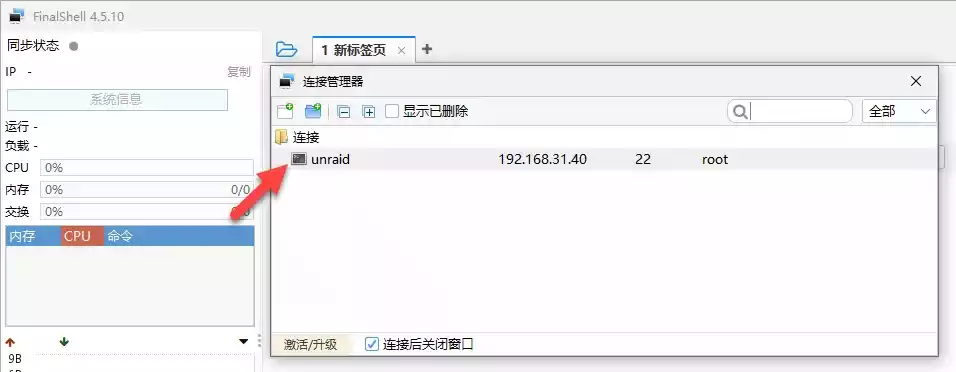 FinalShell 4.5.10
同步状态
IP - 复制
系统信息
运行 -
负载 -
CPU 0%
内存 0% 0/0
交换 0%
内存 CPU 命令
9B
1 新标签页
连接管理器
显示已删除 全部
连接
unraid 192.168.31.40 22 root
激活/升级 连接后关闭窗口